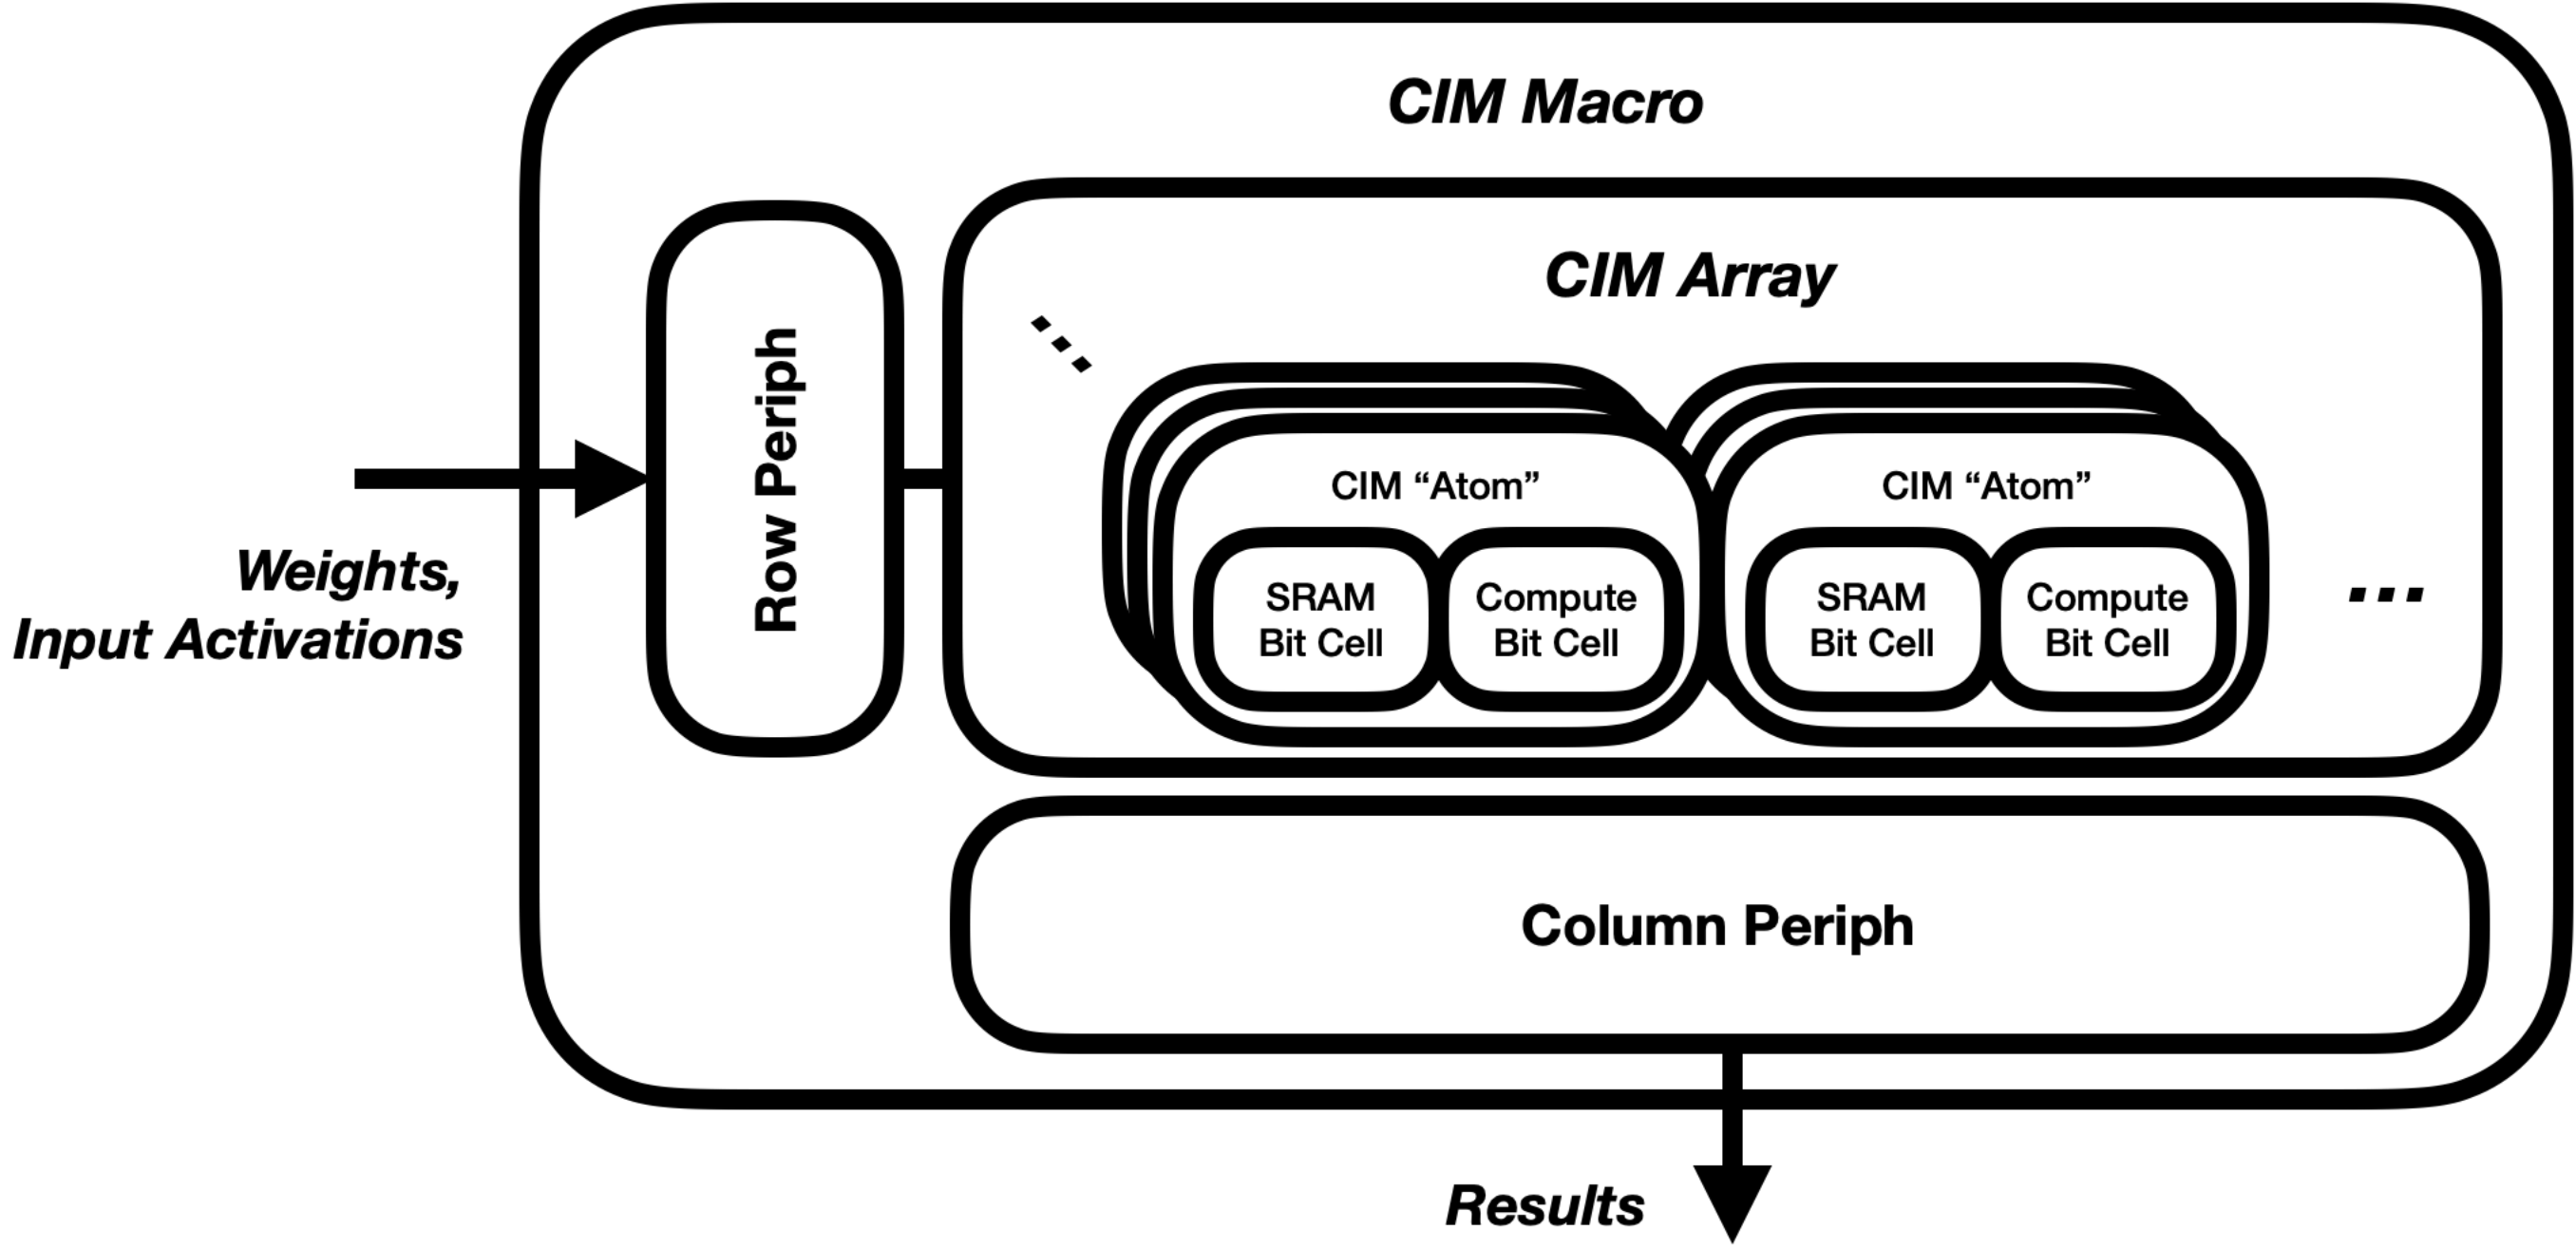 CIM Macro
CIM Array
Row Periph
Weights,
Input Activations
CIM “Atom”
SRAM
Bit Cell
Compute
Bit Cell
CIM “Atom”
SRAM
Bit Cell
Compute
Bit Cell
...
...
Column Periph
Results